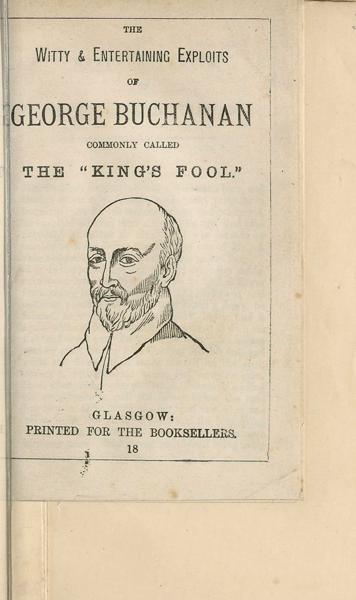 THE
WITTY & ENTERTAINING EXPLOITS
OF
GEORGE BUCHANAN
COMMONLY CALLED
THE "KING'S FOOL."
GLASGOW:
PRINTED FOR THE BOOKSELLERS.
18